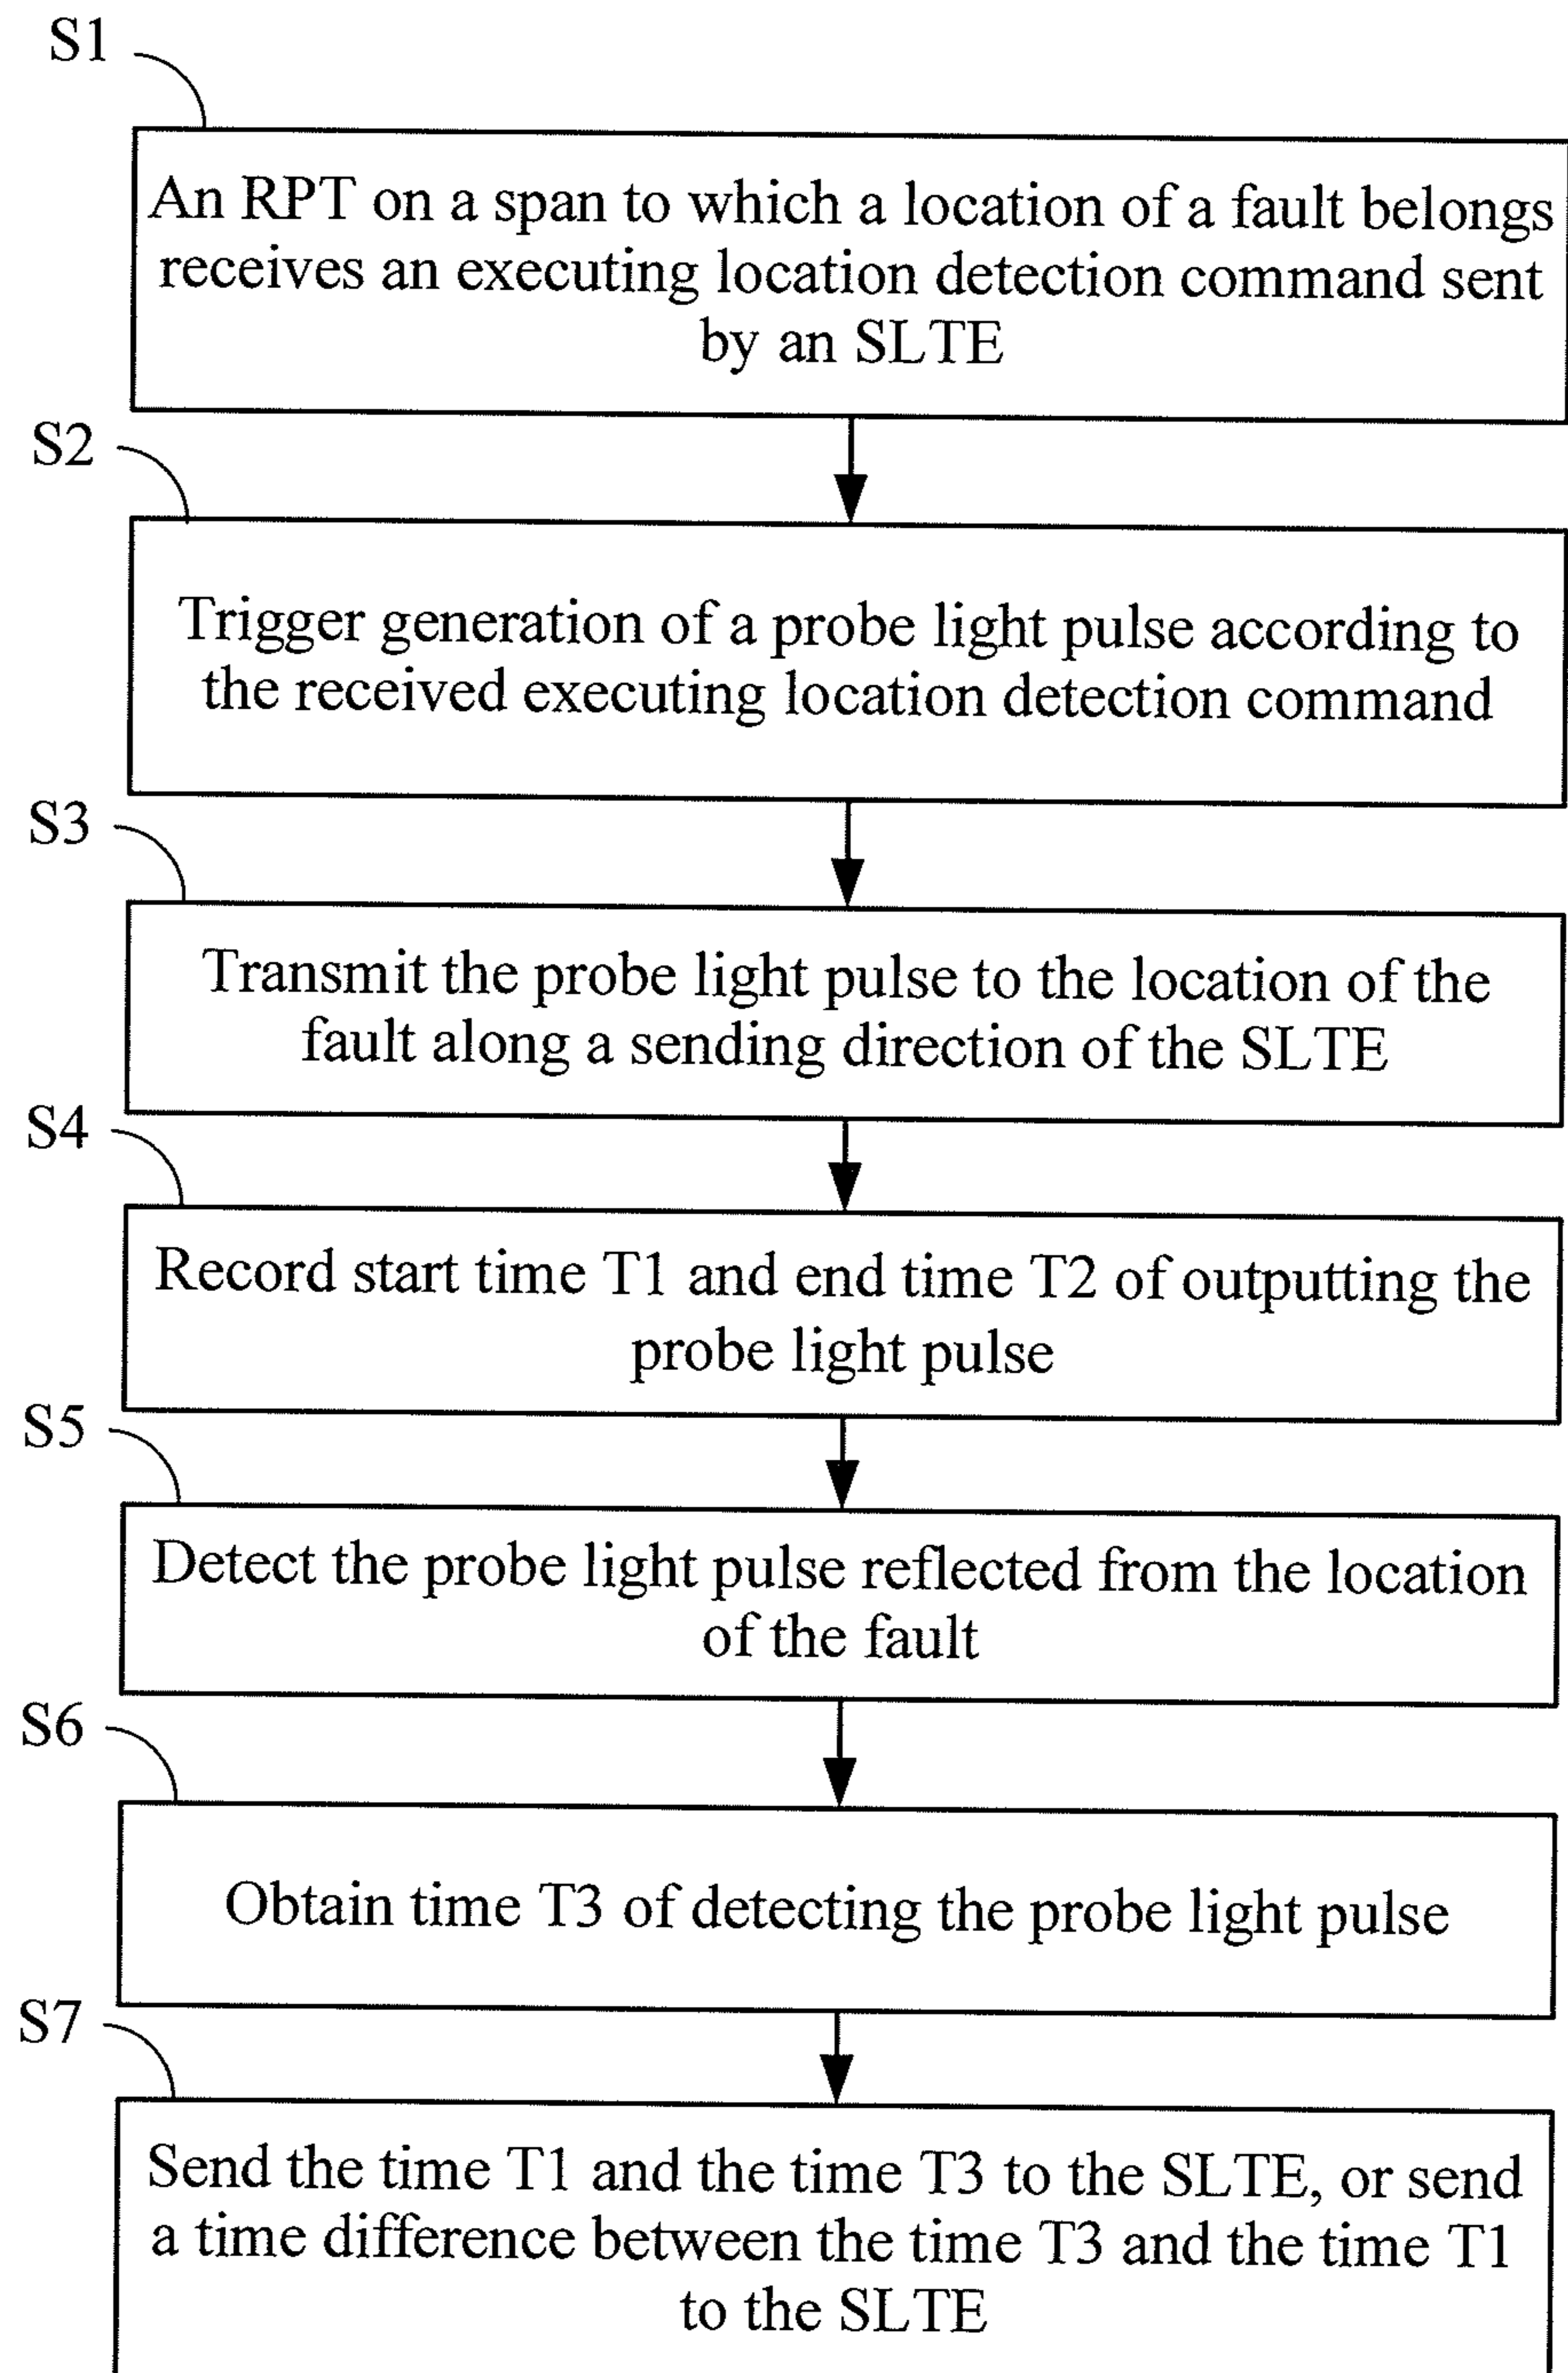 S1
An RPT on a span to which a location of a fault belongs
receives an executing location detection command sent
by an SLTE
S2
Trigger generation of a probe light pulse according to
the received executing location detection command
S3
Transmit the probe light pulse to the location of the
fault along a sending direction of the SLTE
S4
Record start time T1 and end time T2 of outputting the
probe light pulse
S5
Detect the probe light pulse reflected from the location
of the fault
S6
Obtain time T3 of detecting the probe light pulse
S7
Send the time T1 and the time T3 to the SLTE, or send
a time difference between the time T3 and the time T1
to the SLTE